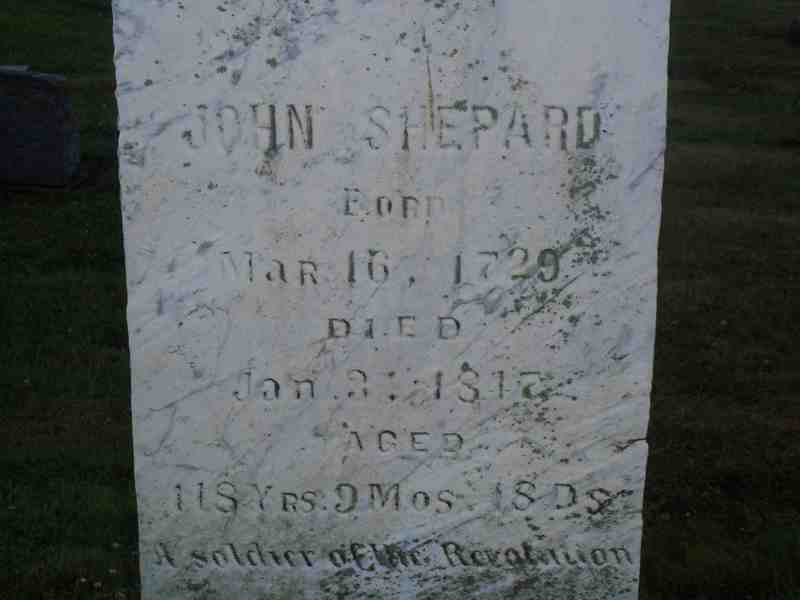 JOHN SHEPARD
BORN
MAR. 16, 1729
DIED
Jan. 3, 1847.
AGED
118 YRS. 9 MOS. 18 DS
A soldier of the Revolution